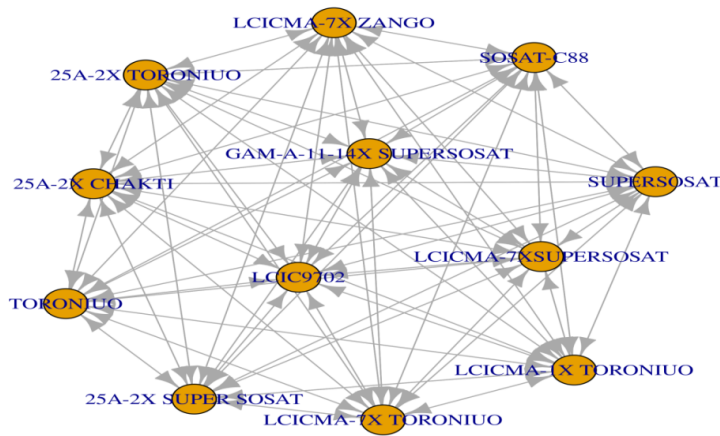 LCICMA-7X ZANGO
SOSAT-C88
25A-2X TORONIUO
GAM-A-11-14X SUPERSOSAT
25A-2X CHAKTI
SUPERSOSAT
LCICMA-7XSUPERSOSAT
LCIC9702
TORONIUO
LCICMA-1X TORONIUO
25A-2X SUPER SOSAT
LCICMA-7X TORONIUO